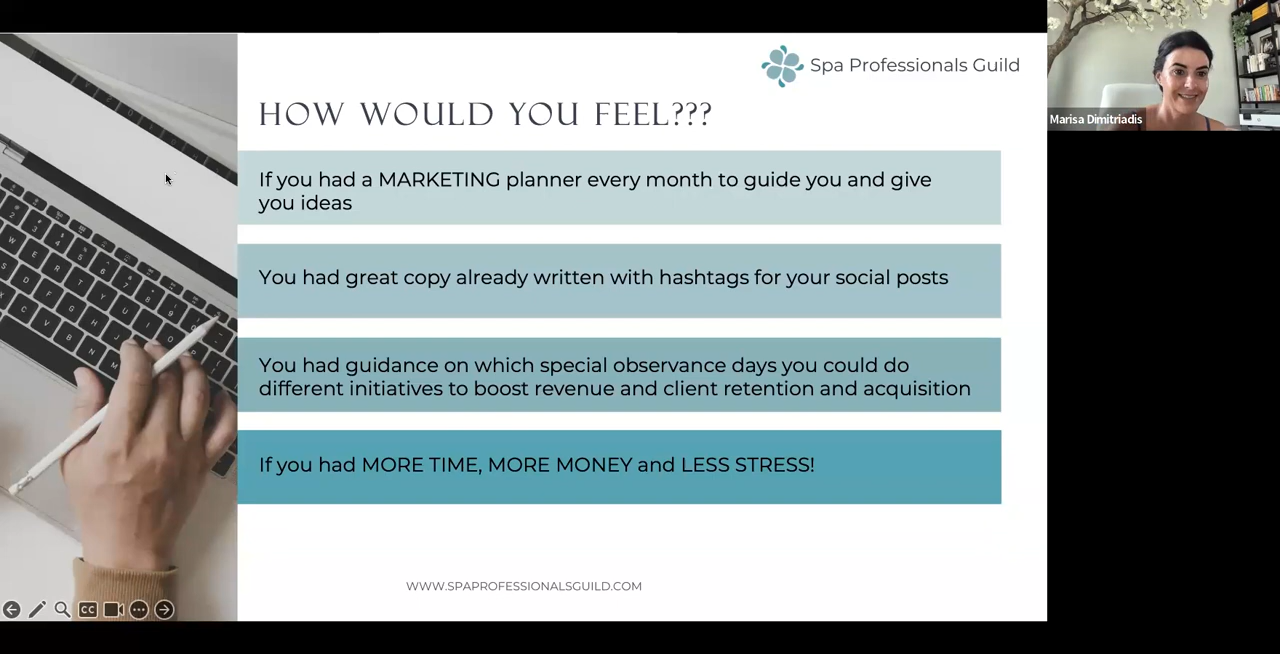 Spa Professionals Guild
Marisa Dimitriadis
HOW WOULD YOU FEEL???
If you had a MARKETING planner every month to guide you and give
you ideas
You had great copy already written with hashtags for your social posts
You had guidance on which special observance days you could do
different initiatives to boost revenue and client retention and acquisition
If you had MORE TIME, MORE MONEY and LESS STRESS!
WWW.SPAPROFESSIONALSGUILD.COM
CC